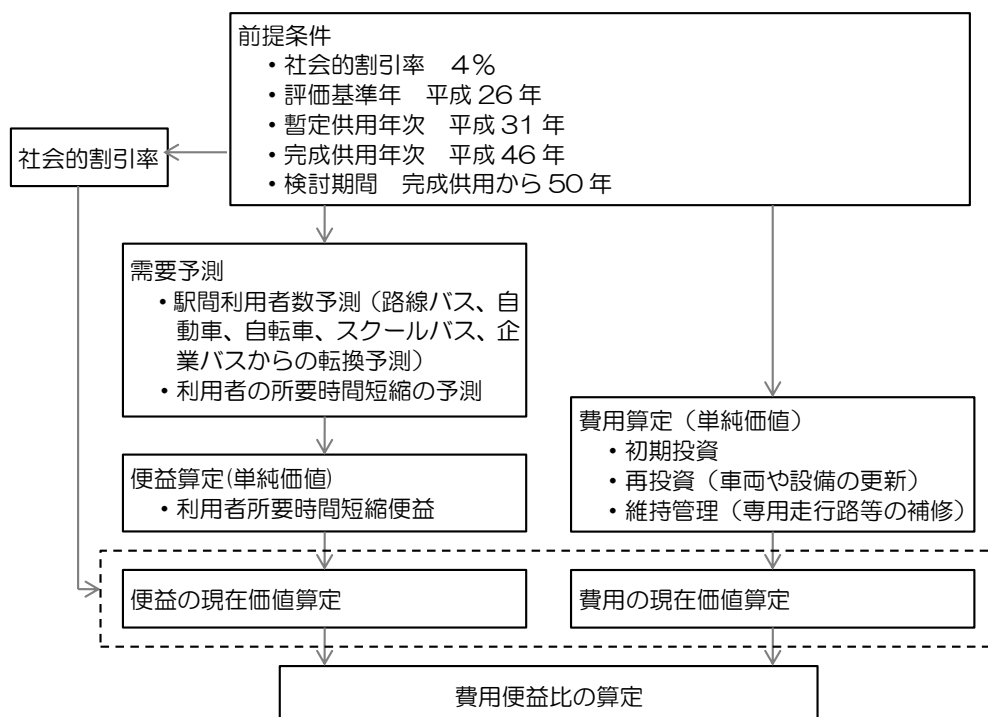 前提条件
・社会的割引率　4％
・評価基準年　平成26年
・暫定供用年次　平成31年
・完成供用年次　平成46年
・検討期間　完成供用から50年
社会的割引率
需要予測
・駅間利用者数予測（路線バス、自
動車、自転車、スクールバス、企
業バスからの転換予測）
・利用者の所要時間短縮の予測
費用算定（単純価値）
・初期投資
・再投資（車両や設備の更新）
・維持管理（専用走行路等の補修）
便益算定(単純価値)
・利用者所要時間短縮便益
便益の現在価値算定
費用の現在価値算定
費用便益比の算定